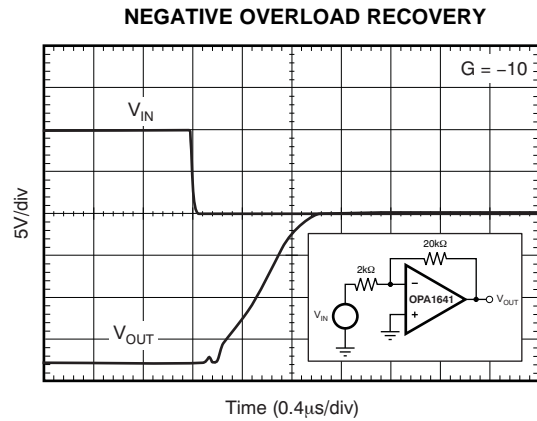 NEGATIVE OVERLOAD RECOVERY
G = −10
V_IN
5V/div
20kΩ
2kΩ
−
OPA1641
+
V_OUT
V_IN
V_OUT
Time (0.4μs/div)